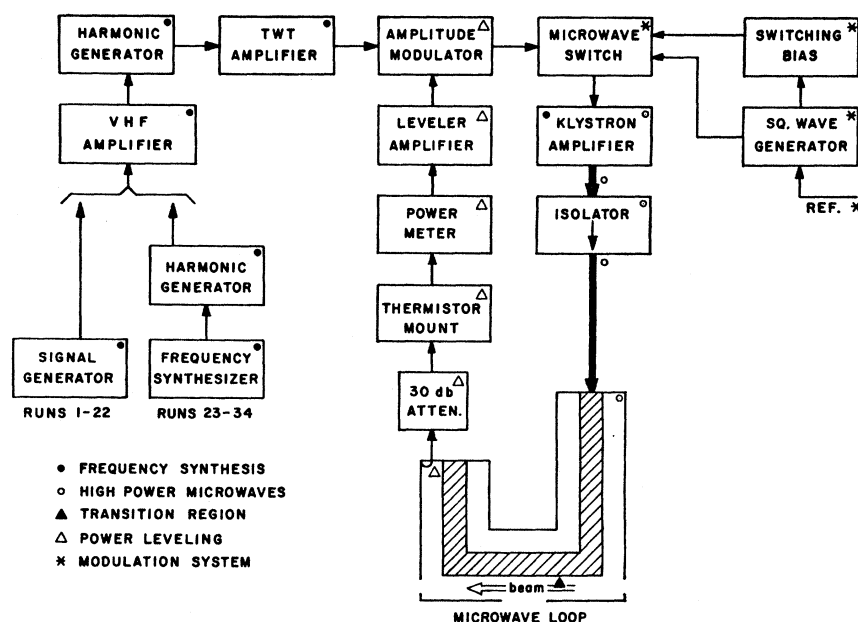 HARMONIC
GENERATOR
TWT
AMPLIFIER
AMPLITUDE
MODULATOR
MICROWAVE
SWITCH
SWITCHING
BIAS
VHF
AMPLIFIER
LEVELER
AMPLIFIER
KLYSTRON
AMPLIFIER
SQ. WAVE
GENERATOR
POWER
METER
ISOLATOR
REF. *
HARMONIC
GENERATOR
THERMISTOR
MOUNT
SIGNAL
GENERATOR
FREQUENCY
SYNTHESIZER
30 db
ATTEN.
RUNS 1-22
RUNS 23-34
● FREQUENCY SYNTHESIS
○ HIGH POWER MICROWAVES
▲ TRANSITION REGION
△ POWER LEVELING
* MODULATION SYSTEM
beam
MICROWAVE LOOP